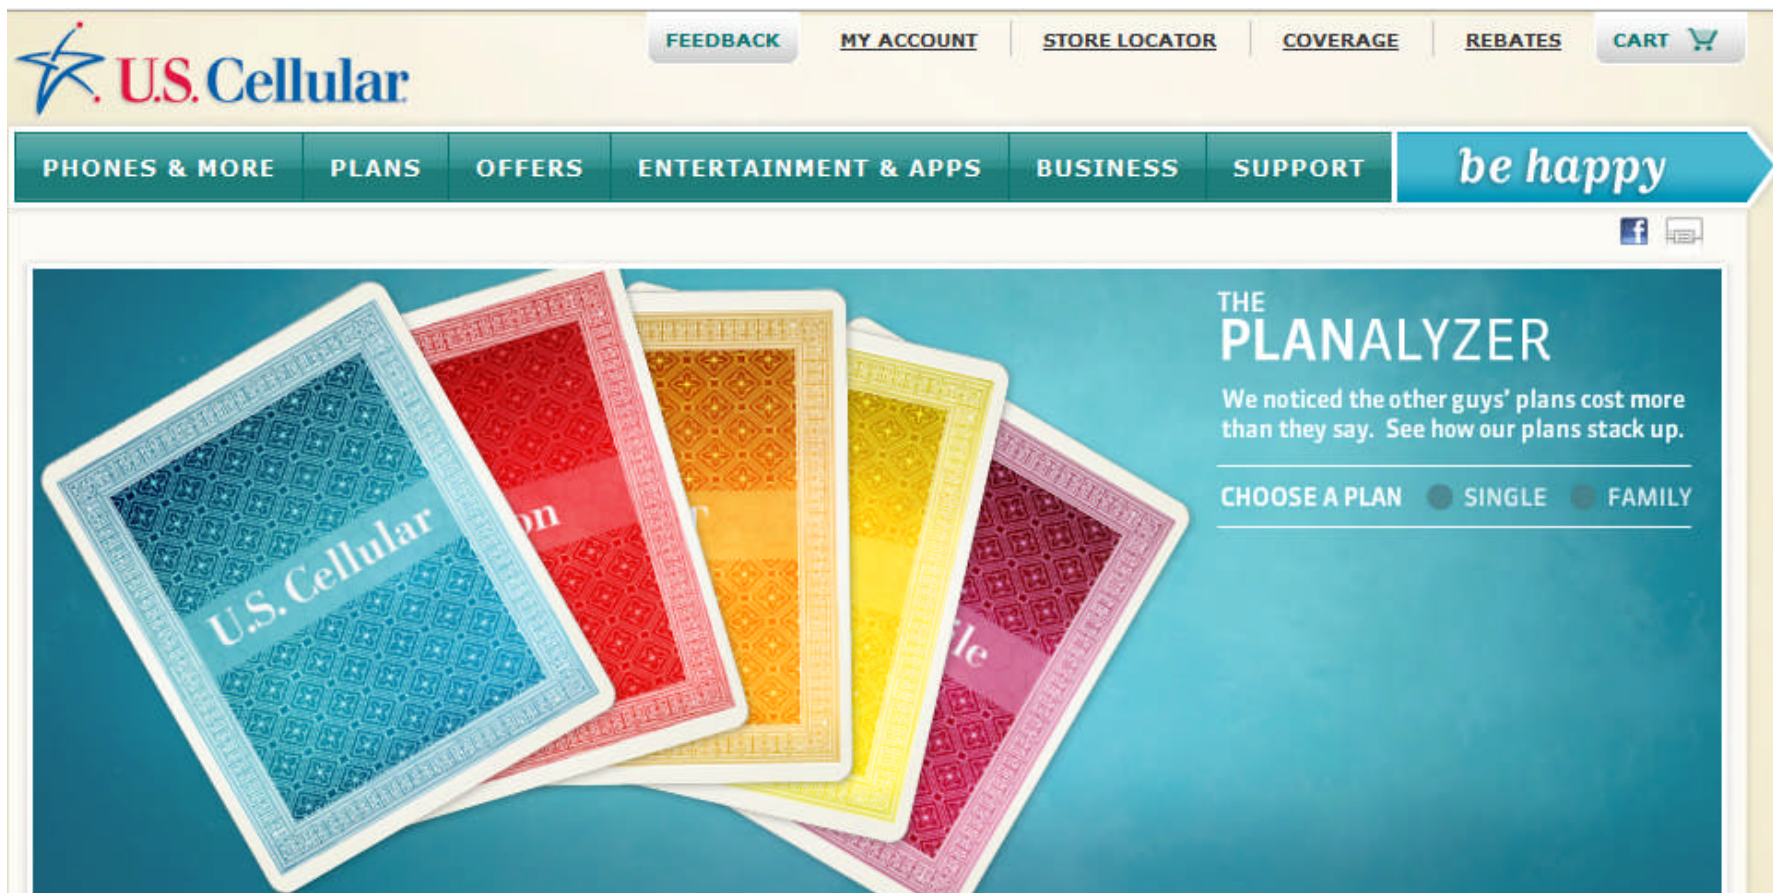 U.S. Cellular
FEEDBACK
MY ACCOUNT
STORE LOCATOR
COVERAGE
REBATES
CART
PHONES & MORE
PLANS
OFFERS
ENTERTAINMENT & APPS
BUSINESS
SUPPORT
be happy
f
THE
PLANALYZER
We noticed the other guys' plans cost more
than they say. See how our plans stack up.
CHOOSE A PLAN
SINGLE
FAMILY
U.S. Cellular
on
T
ile